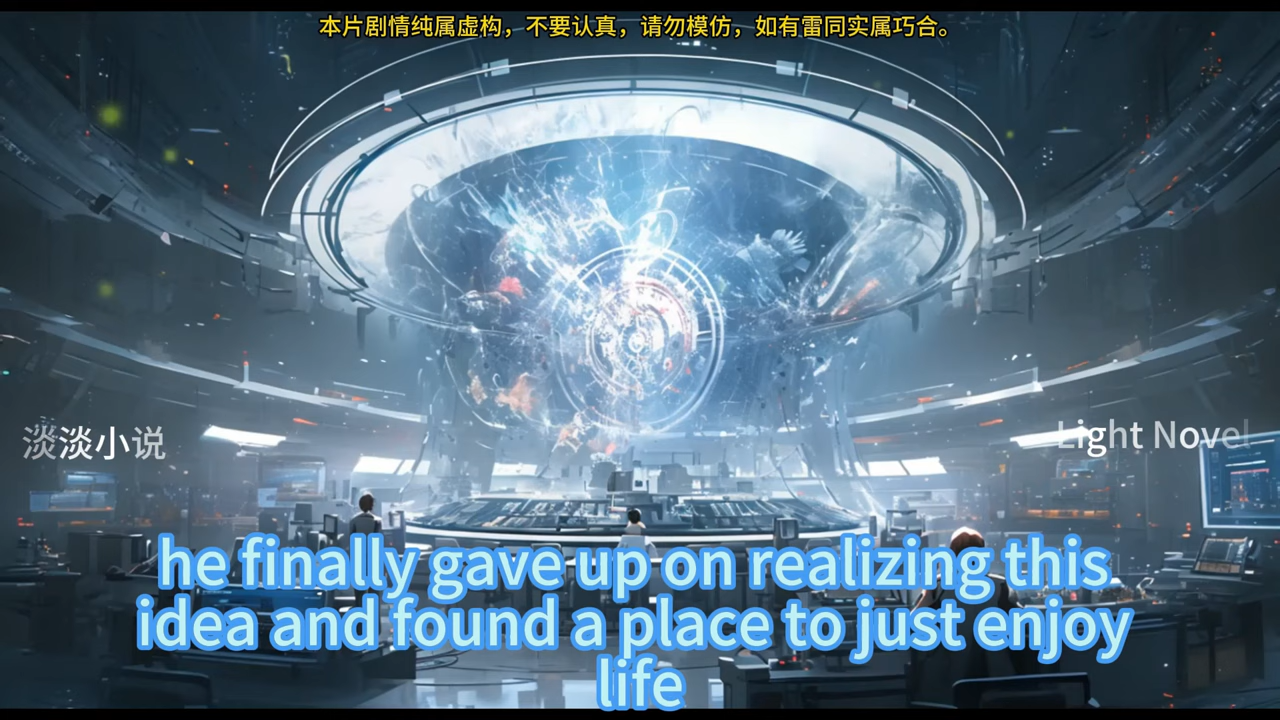 本片剧情纯属虚构，不要认真，请勿模仿，如有雷同实属巧合。
淡淡小说
Light Novel
he finally gave up on realizing this
idea and found a place to just enjoy
life